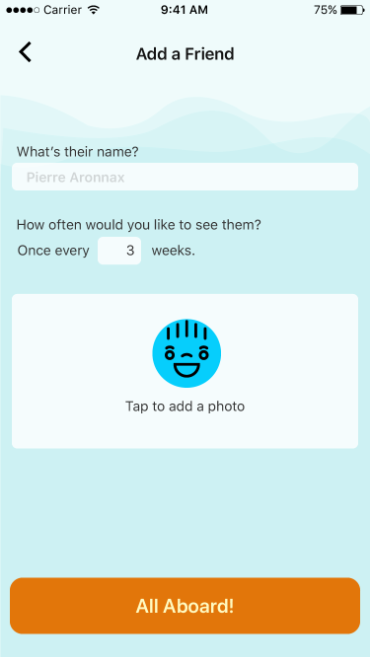 Carrier 9:41 AM 75%
Add a Friend
What's their name?
Pierre Aronnax
How often would you like to see them?
Once every 3 weeks.
Tap to add a photo
All Aboard!